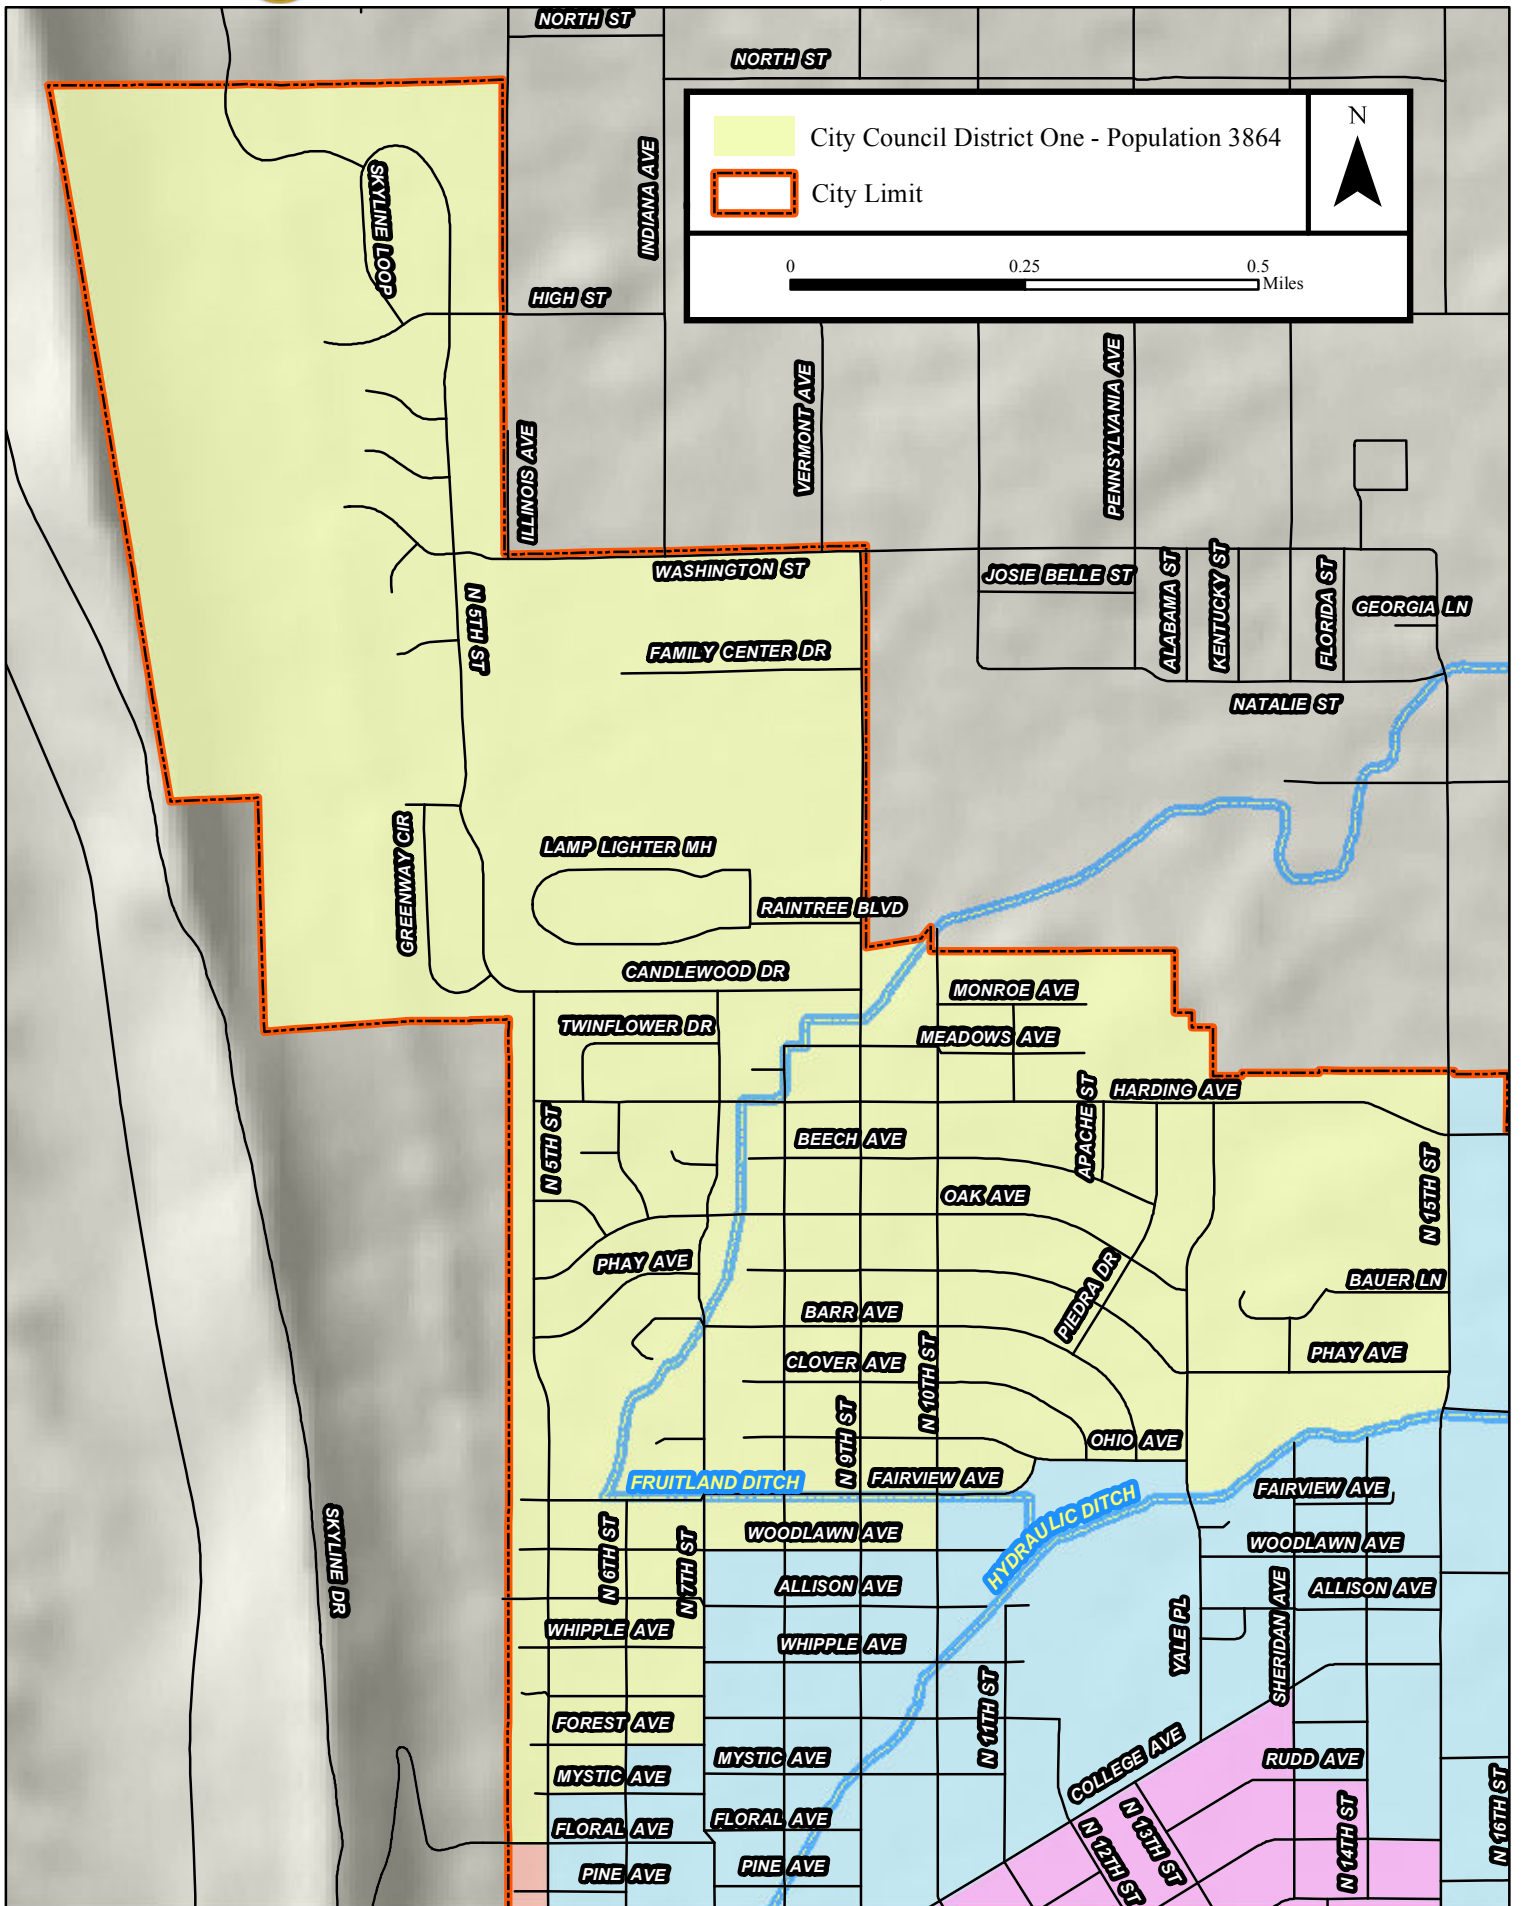 NORTH ST
NORTH ST
City Council District One - Population 3864
City Limit
N
0
0.25
0.5
Miles
INDIANA AVE
SKYLINE LOOP
HIGH ST
ILLINOIS AVE
VERMONT AVE
PENNSYLVANIA AVE
WASHINGTON ST
JOSIE BELLE ST
ALABAMA ST
KENTUCKY ST
FLORIDA ST
GEORGIA LN
N 5TH ST
FAMILY CENTER DR
NATALIE ST
GREENWAY CIR
LAMP LIGHTER MH
RAINTREE BLVD
CANDLEWOOD DR
MONROE AVE
TWINFLOWER DR
MEADOWS AVE
HARDING AVE
APACHE ST
N 5TH ST
BEECH AVE
N 15TH ST
OAK AVE
PHAY AVE
PIEDRA DR
BAUER LN
BARR AVE
CLOVER AVE
N 10TH ST
PHAY AVE
N 9TH ST
OHIO AVE
FRUITLAND DITCH
FAIRVIEW AVE
HYDRAULIC DITCH
FAIRVIEW AVE
SKYLINE DR
N 6TH ST
N 7TH ST
WOODLAWN AVE
WOODLAWN AVE
ALLISON AVE
SHERIDAN AVE
ALLISON AVE
WHIPPLE AVE
WHIPPLE AVE
YALE PL
N 11TH ST
FOREST AVE
MYSTIC AVE
COLLEGE AVE
RUDD AVE
MYSTIC AVE
N 16TH ST
FLORAL AVE
FLORAL AVE
N 12TH ST
N 13TH ST
N 14TH ST
PINE AVE
PINE AVE